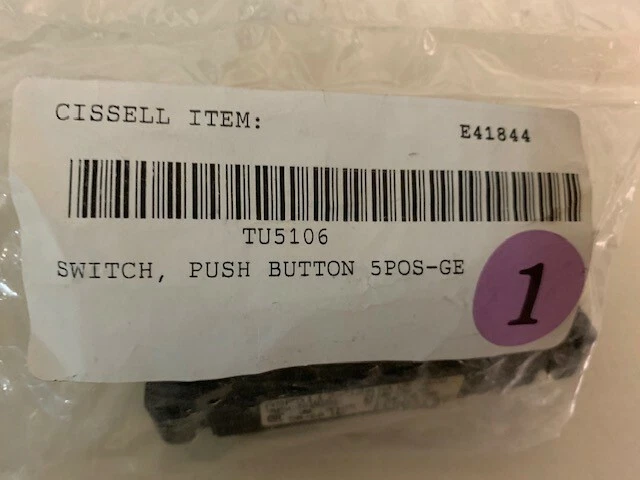 CISSELL ITEM:
E41844
TU5106
SWITCH, PUSH BUTTON 5POS-GE
1